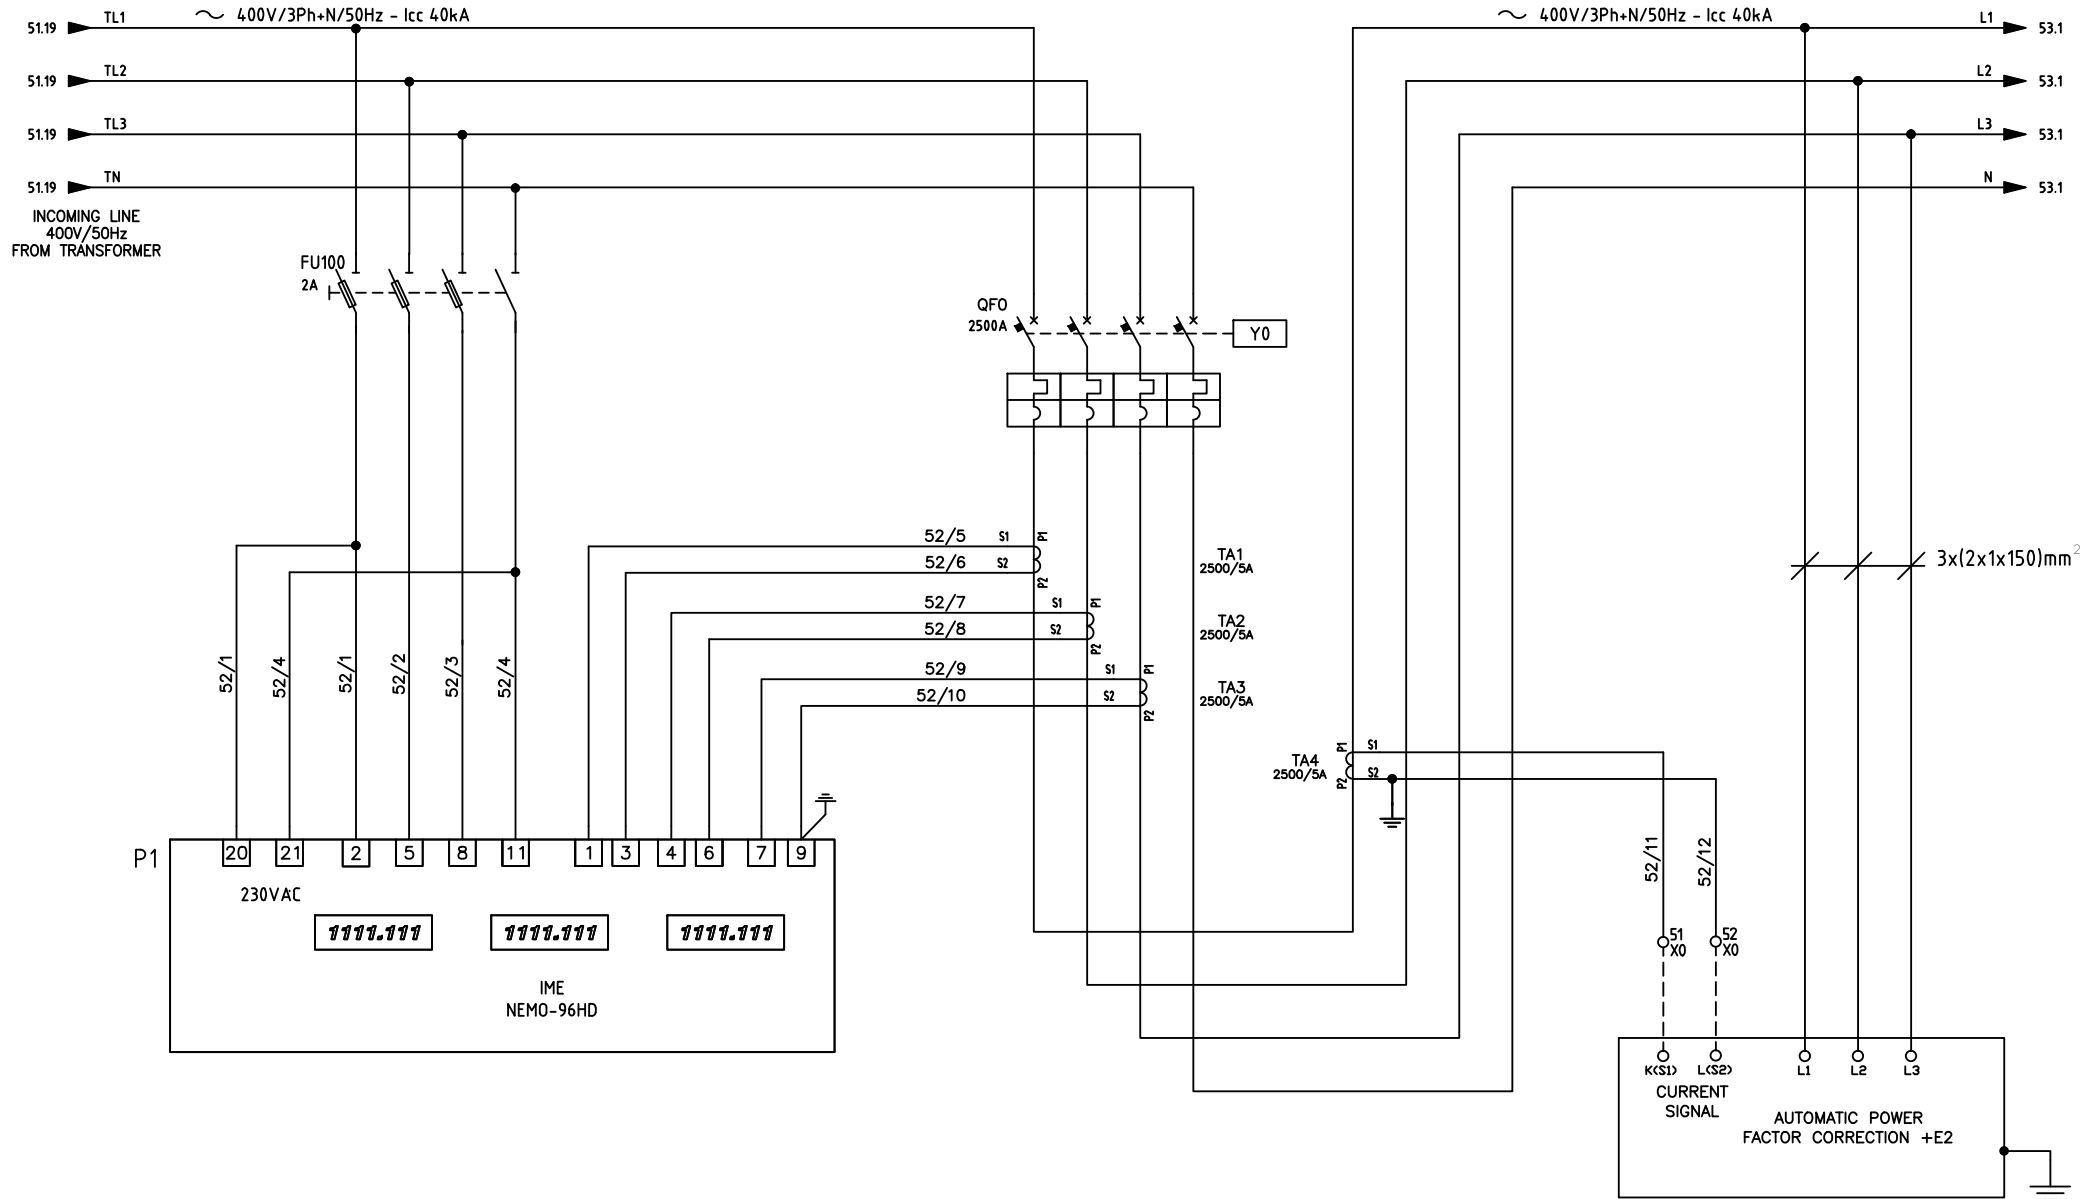 51.19 TL1 400V/3Ph+N/50Hz - Icc 40kA
400V/3Ph+N/50Hz - Icc 40kA L1 53.1
51.19 TL2
L2 53.1
51.19 TL3
L3 53.1
51.19 TN
N 53.1
INCOMING LINE
400V/50Hz
FROM TRANSFORMER
FU100
2A
QF0
2500A
Y0
52/5 S1 P1
52/6 S2 P2
TA1
2500/5A
52/7 S1 P1
52/8 S2 P2
TA2
2500/5A
52/9 S1 P1
52/10 S2 P2
TA3
2500/5A
3x(2x1x150)mm²
52/1
52/4
52/1
52/2
52/3
52/4
TA4
2500/5A
P1 S1
P2 S2
52/11
52/12
P1
20 21 2 5 8 11 1 3 4 6 7 9
230VAC
1111.111 1111.111 1111.111
IME
NEMO-96HD
51
X0
52
X0
K(S1) L(S2) L1 L2 L3
CURRENT
SIGNAL
AUTOMATIC POWER
FACTOR CORRECTION +E2